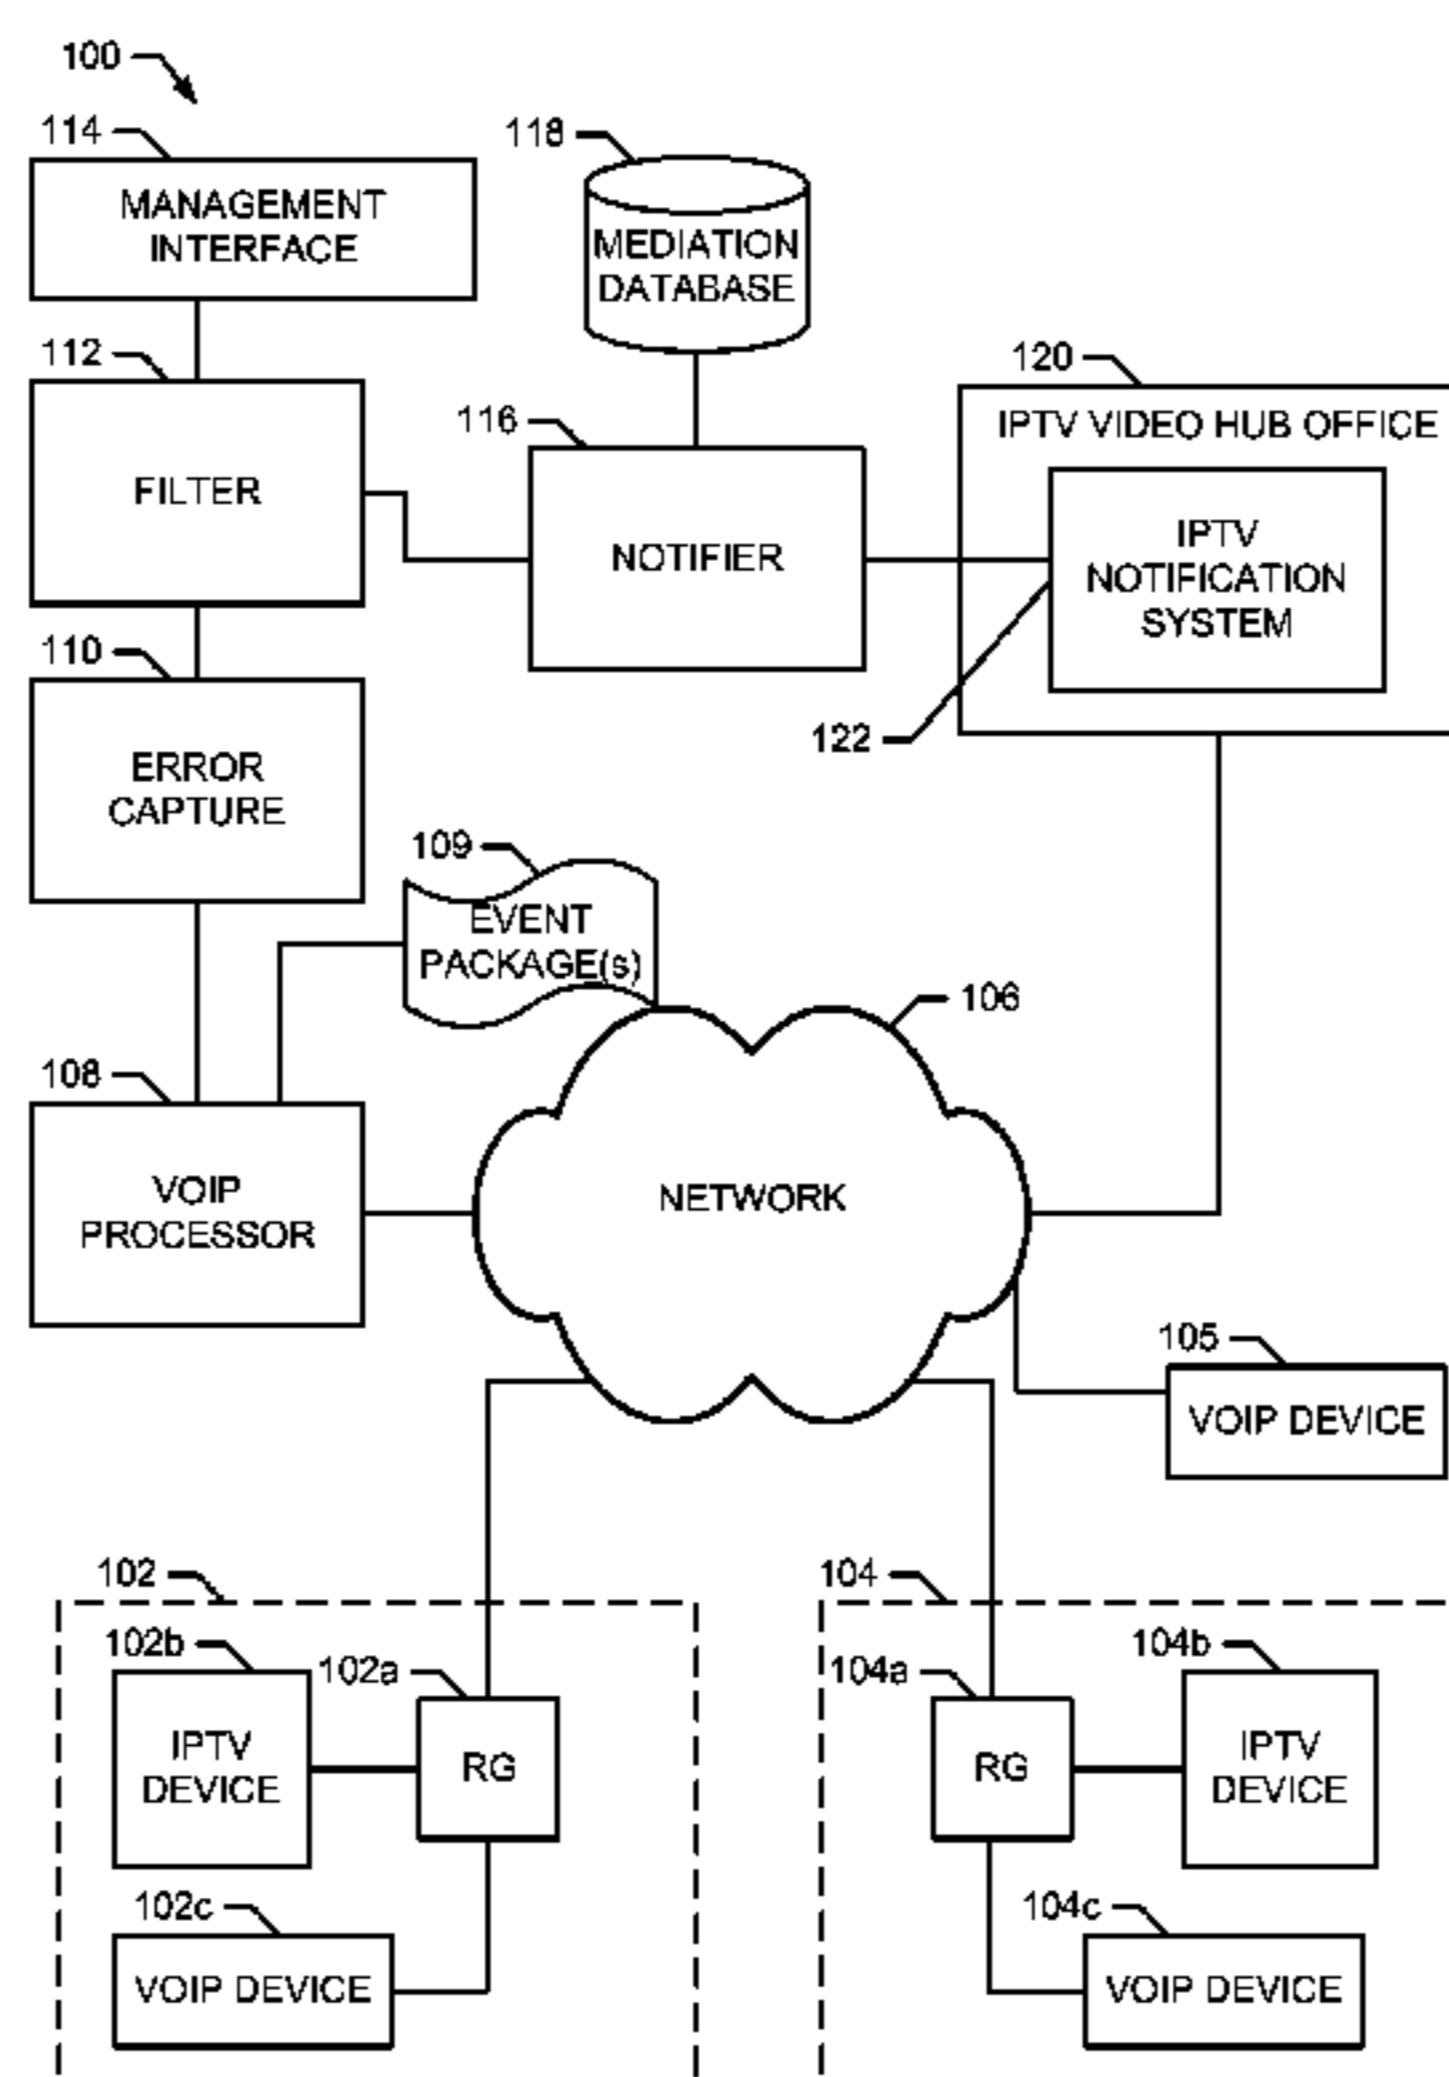 100
114
MANAGEMENT
INTERFACE
118
MEDIATION
DATABASE
112
FILTER
116
NOTIFIER
120
IPTV VIDEO HUB OFFICE
IPTV
NOTIFICATION
SYSTEM
122
110
ERROR
CAPTURE
109
EVENT
PACKAGE(s)
106
NETWORK
108
VOIP
PROCESSOR
105
VOIP DEVICE
102
102b
IPTV
DEVICE
102a
RG
102c
VOIP DEVICE
104
104a
RG
104b
IPTV
DEVICE
104c
VOIP DEVICE